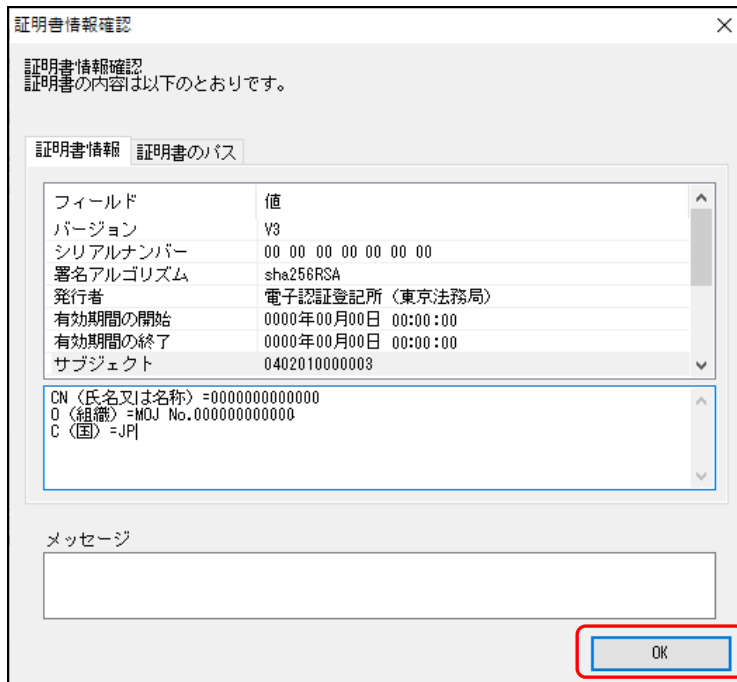 証明書情報確認
証明書情報確認
証明書の内容は以下のとおりです。
証明書情報 証明書のパス
フィールド 値
バージョン V3
シリアルナンバー 00 00 00 00 00 00 00
署名アルゴリズム sha256RSA
発行者 電子認証登記所（東京法務局）
有効期間の開始 0000年00月00日 00:00:00
有効期間の終了 0000年00月00日 00:00:00
サブジェクト 0402010000003
CN（氏名又は名称）=0000000000000
O（組織）=MOJ No.000000000000
C（国）=JP
メッセージ
OK